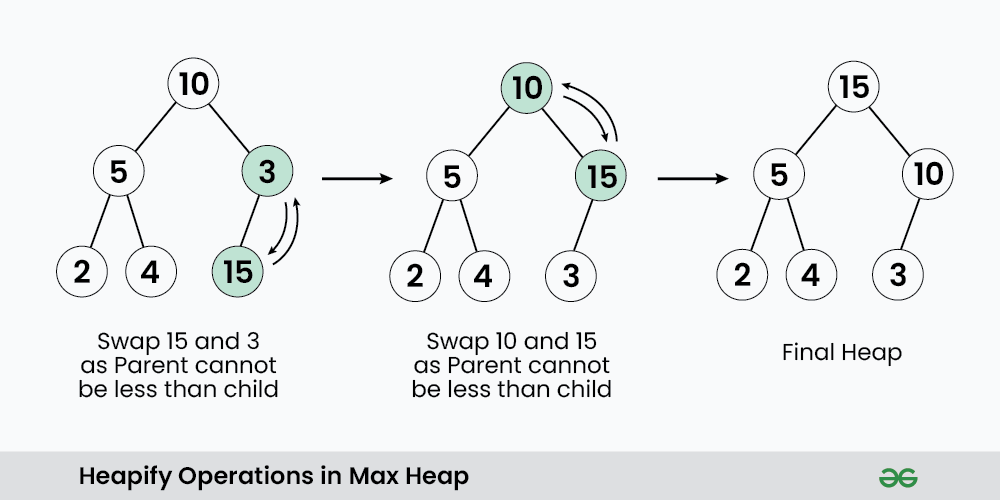 10
5
3
2
4
15
Swap 15 and 3
as Parent cannot
be less than child
10
5
15
2
4
3
Swap 10 and 15
as Parent cannot
be less than child
15
5
10
2
4
3
Final Heap
Heapify Operations in Max Heap